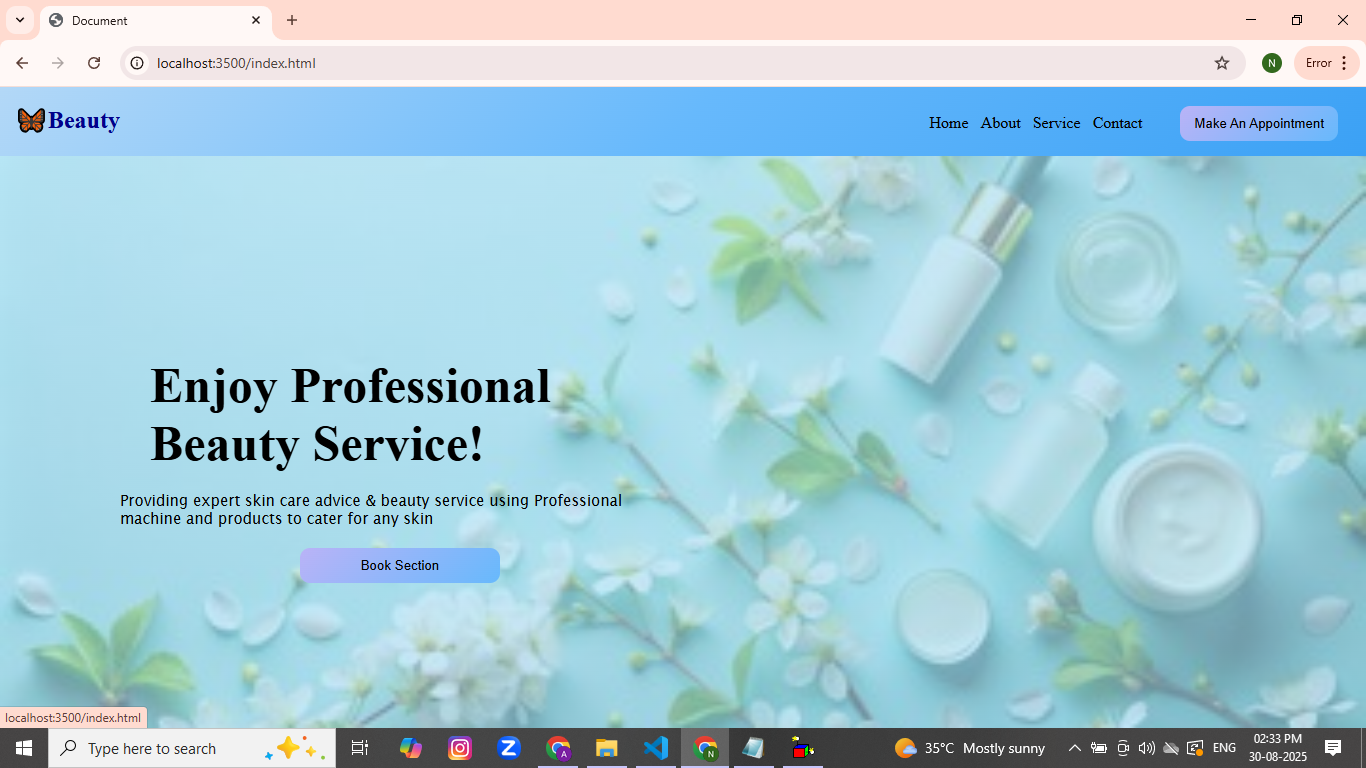 Document
localhost:3500/index.html
N
Error
Beauty
Home About Service Contact
Make An Appointment
Enjoy Professional
Beauty Service!
Providing expert skin care advice & beauty service using Professional
machine and products to cater for any skin
Book Section
localhost:3500/index.html
Type here to search
A
N
35°C Mostly sunny
ENG
02:33 PM
30-08-2025